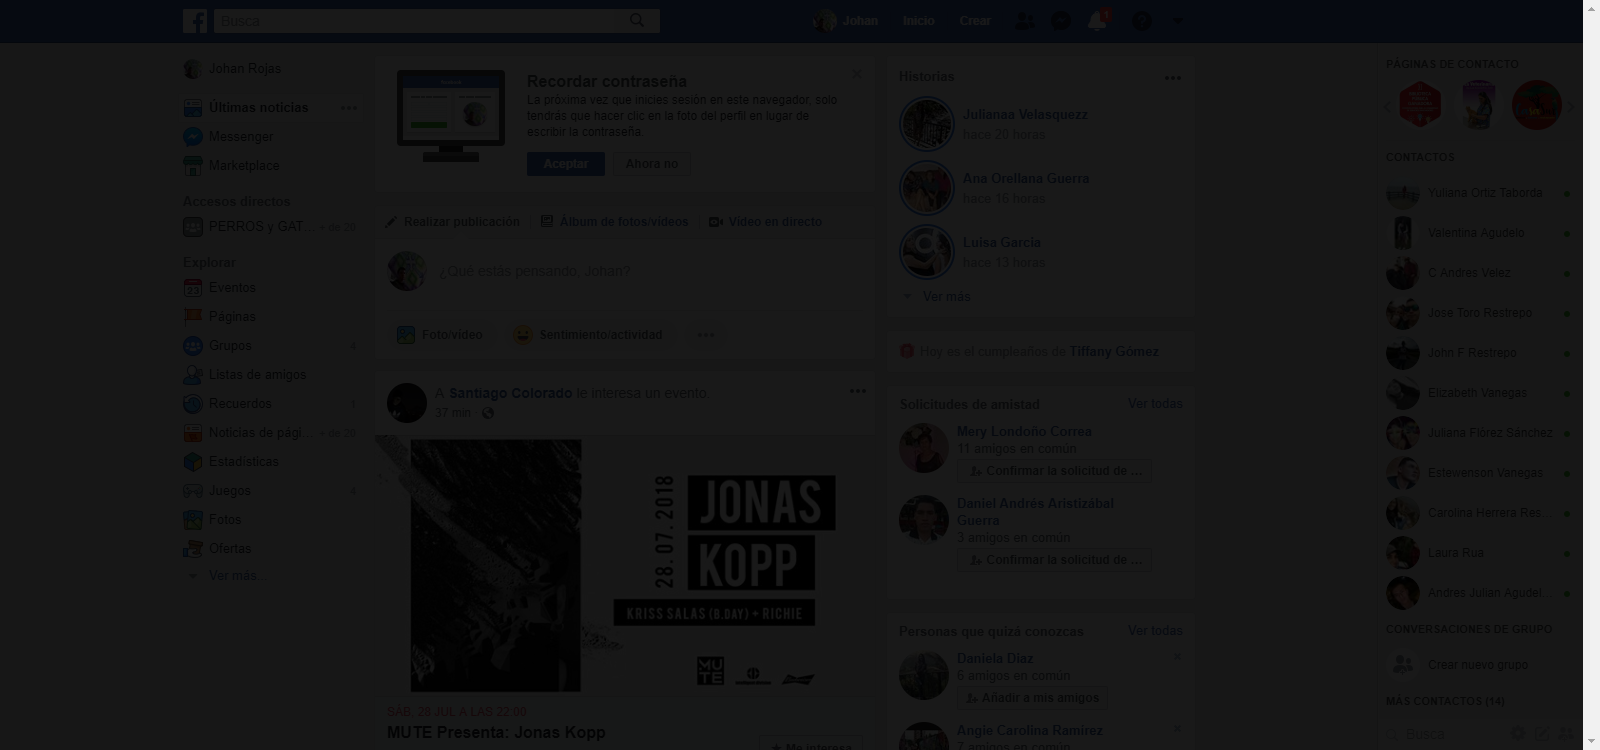 Busca
Johan
Inicio
Crear
Johan Rojas
Últimas noticias
Messenger
Marketplace
Accesos directos
PERROS y GAT...
Explorar
Eventos
Páginas
Grupos
Listas de amigos
Recuerdos
Noticias de pági...
Estadísticas
Juegos
Fotos
Ofertas
Ver más...
Recordar contraseña
La próxima vez que inicies sesión en este navegador, solo
tendrás que hacer clic en la foto del perfil en lugar de
escribir la contraseña.
Aceptar
Ahora no
Realizar publicación
Álbum de fotos/vídeos
Vídeo en directo
¿Qué estás pensando, Johan?
Foto/vídeo
Sentimiento/actividad
A Santiago Colorado le interesa un evento.
37 min
28.07.2018
JONAS
KOPP
KRISS SALAS (B.DAY) + RICHIE
MUTE
SÁB, 28 JUL A LAS 22:00
MUTE Presenta: Jonas Kopp
Me interesa
Historias
Julianaa Velasquezz
hace 20 horas
Ana Orellana Guerra
hace 16 horas
Luisa García
hace 13 horas
Ver más
Hoy es el cumpleaños de Tiffany Gómez
Solicitudes de amistad
Ver todas
Mery Londoño Correa
11 amigos en común
Confirmar la solicitud de ...
Daniel Andrés Aristizábal
Guerra
3 amigos en común
Confirmar la solicitud de ...
Personas que quizá conozcas
Ver todas
Daniela Diaz
6 amigos en común
Añadir a mis amigos
Angie Carolina Ramírez
7 amigos en común
PÁGINAS DE CONTACTO
CONTACTOS
Yuliana Ortiz Taborda
Valentina Agudelo
C Andres Velez
Jose Toro Restrepo
John F Restrepo
Elizabeth Vanegas
Juliana Flórez Sánchez
Estewenson Vanegas
Carolina Herrera Res...
Laura Rua
Andres Julian Agudel...
CONVERSACIONES DE GRUPO
Crear nuevo grupo
MÁS CONTACTOS (14)
Busca